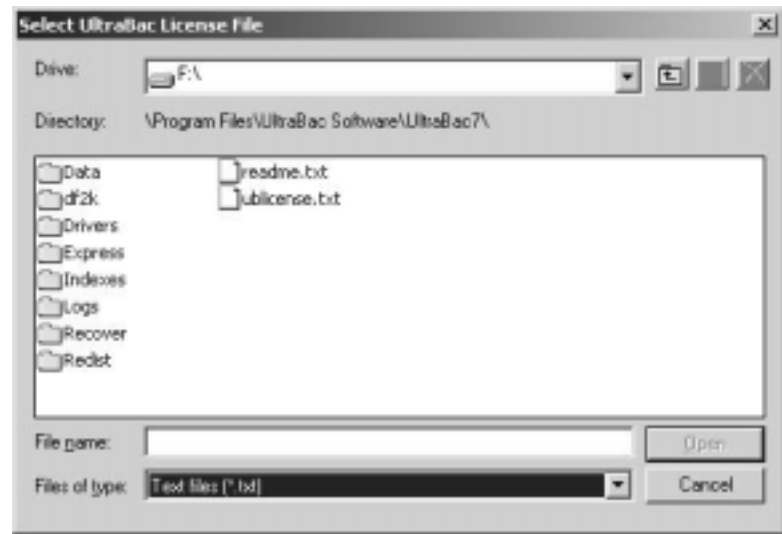 Select UltraBac License File
Drive: F:\
Directory: \Program Files\UltraBac Software\UltraBac7\
Data readme.txt
df2k ublicense.txt
Drivers
Express
Indexes
Logs
Recover
Redist
File name: Open
Files of type: Text files (*.txt) Cancel